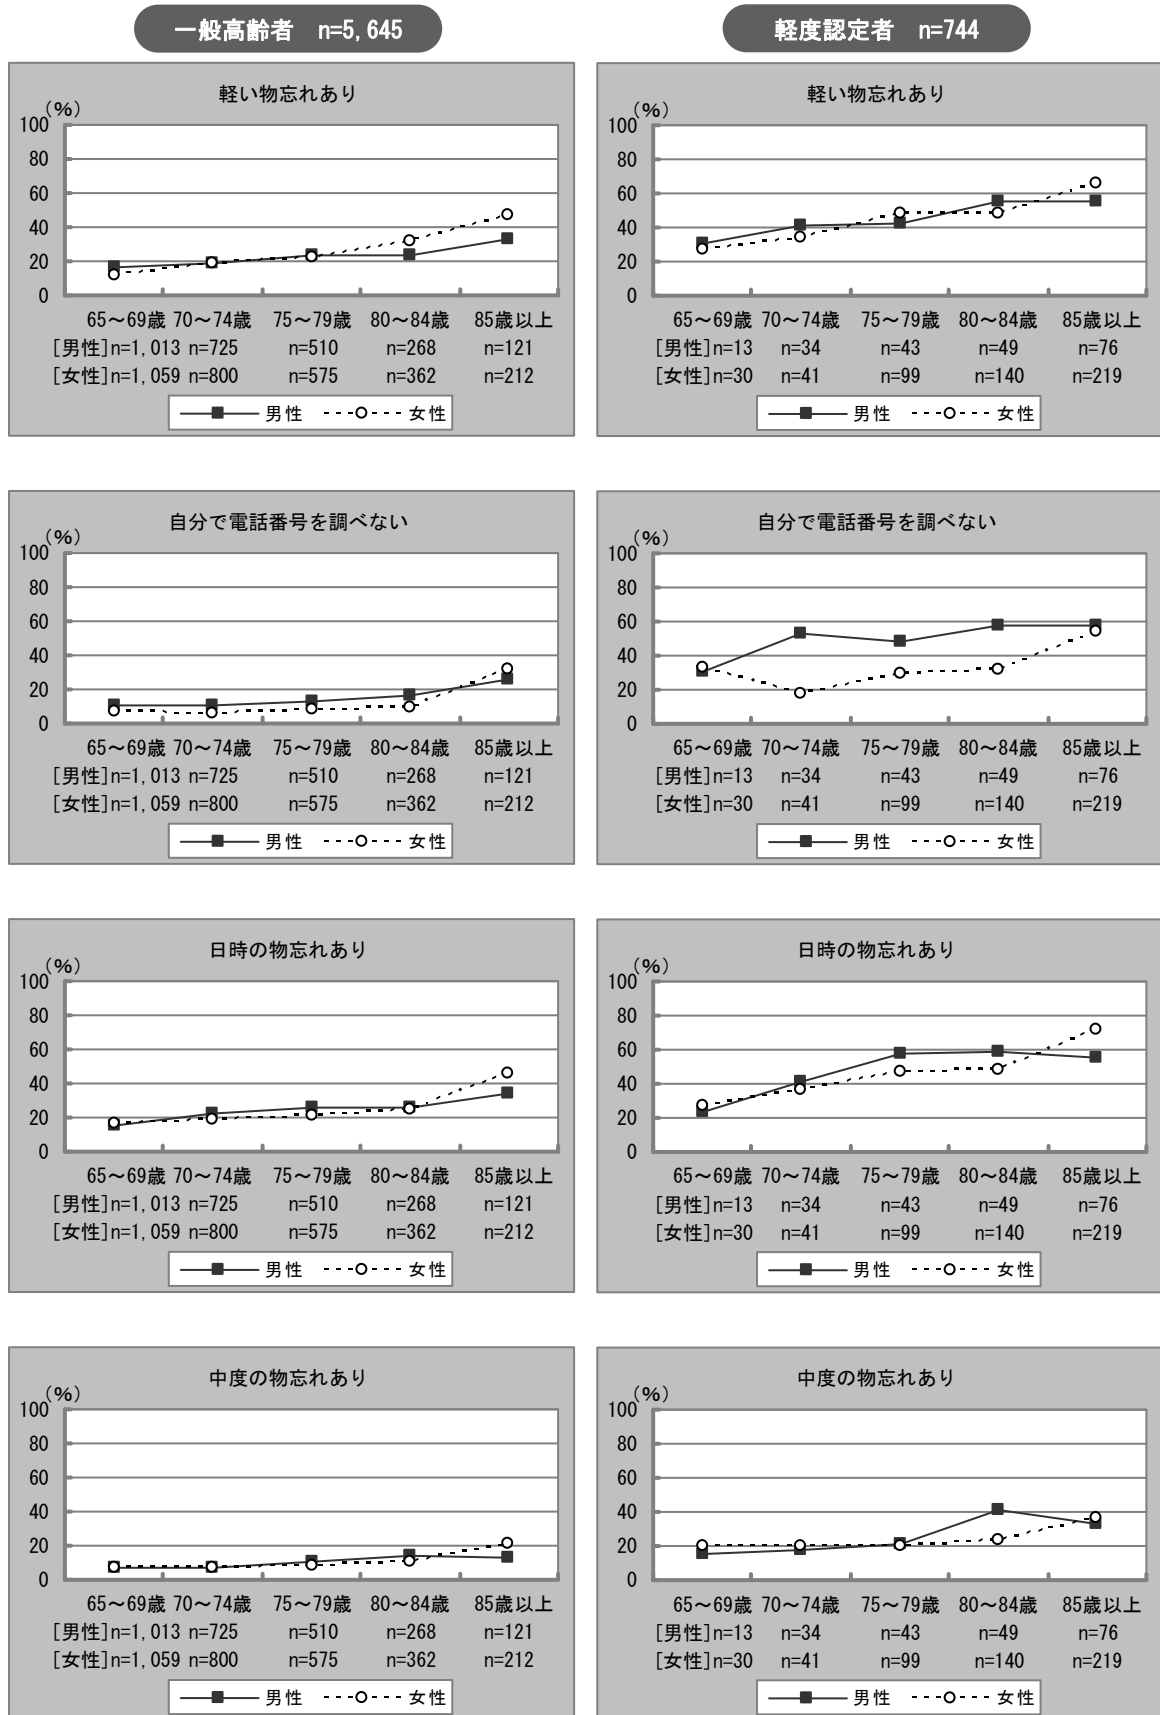 一般高齢者 n=5,645
軽度認定者 n=744
軽い物忘れあり
(%)
100
80
60
40
20
0
65～69歳 70～74歳 75～79歳 80～84歳 85歳以上
[男性]n=1,013 n=725 n=510 n=268 n=121
[女性]n=1,059 n=800 n=575 n=362 n=212
男性 女性
軽い物忘れあり
(%)
100
80
60
40
20
0
65～69歳 70～74歳 75～79歳 80～84歳 85歳以上
[男性]n=13 n=34 n=43 n=49 n=76
[女性]n=30 n=41 n=99 n=140 n=219
男性 女性
自分で電話番号を調べない
(%)
100
80
60
40
20
0
65～69歳 70～74歳 75～79歳 80～84歳 85歳以上
[男性]n=1,013 n=725 n=510 n=268 n=121
[女性]n=1,059 n=800 n=575 n=362 n=212
男性 女性
自分で電話番号を調べない
(%)
100
80
60
40
20
0
65～69歳 70～74歳 75～79歳 80～84歳 85歳以上
[男性]n=13 n=34 n=43 n=49 n=76
[女性]n=30 n=41 n=99 n=140 n=219
男性 女性
日時の物忘れあり
(%)
100
80
60
40
20
0
65～69歳 70～74歳 75～79歳 80～84歳 85歳以上
[男性]n=1,013 n=725 n=510 n=268 n=121
[女性]n=1,059 n=800 n=575 n=362 n=212
男性 女性
日時の物忘れあり
(%)
100
80
60
40
20
0
65～69歳 70～74歳 75～79歳 80～84歳 85歳以上
[男性]n=13 n=34 n=43 n=49 n=76
[女性]n=30 n=41 n=99 n=140 n=219
男性 女性
中度の物忘れあり
(%)
100
80
60
40
20
0
65～69歳 70～74歳 75～79歳 80～84歳 85歳以上
[男性]n=1,013 n=725 n=510 n=268 n=121
[女性]n=1,059 n=800 n=575 n=362 n=212
男性 女性
中度の物忘れあり
(%)
100
80
60
40
20
0
65～69歳 70～74歳 75～79歳 80～84歳 85歳以上
[男性]n=13 n=34 n=43 n=49 n=76
[女性]n=30 n=41 n=99 n=140 n=219
男性 女性